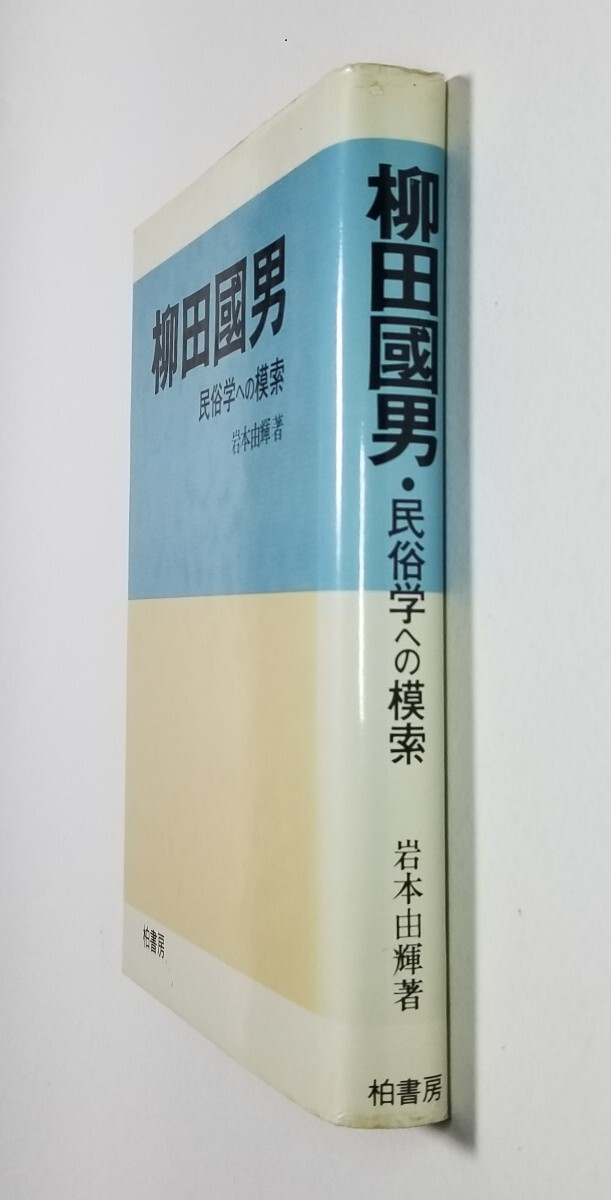 柳田國男
民俗学への模索
岩本由輝著
柏書房
柳田國男・民俗学への模索
岩本由輝著
柏書房